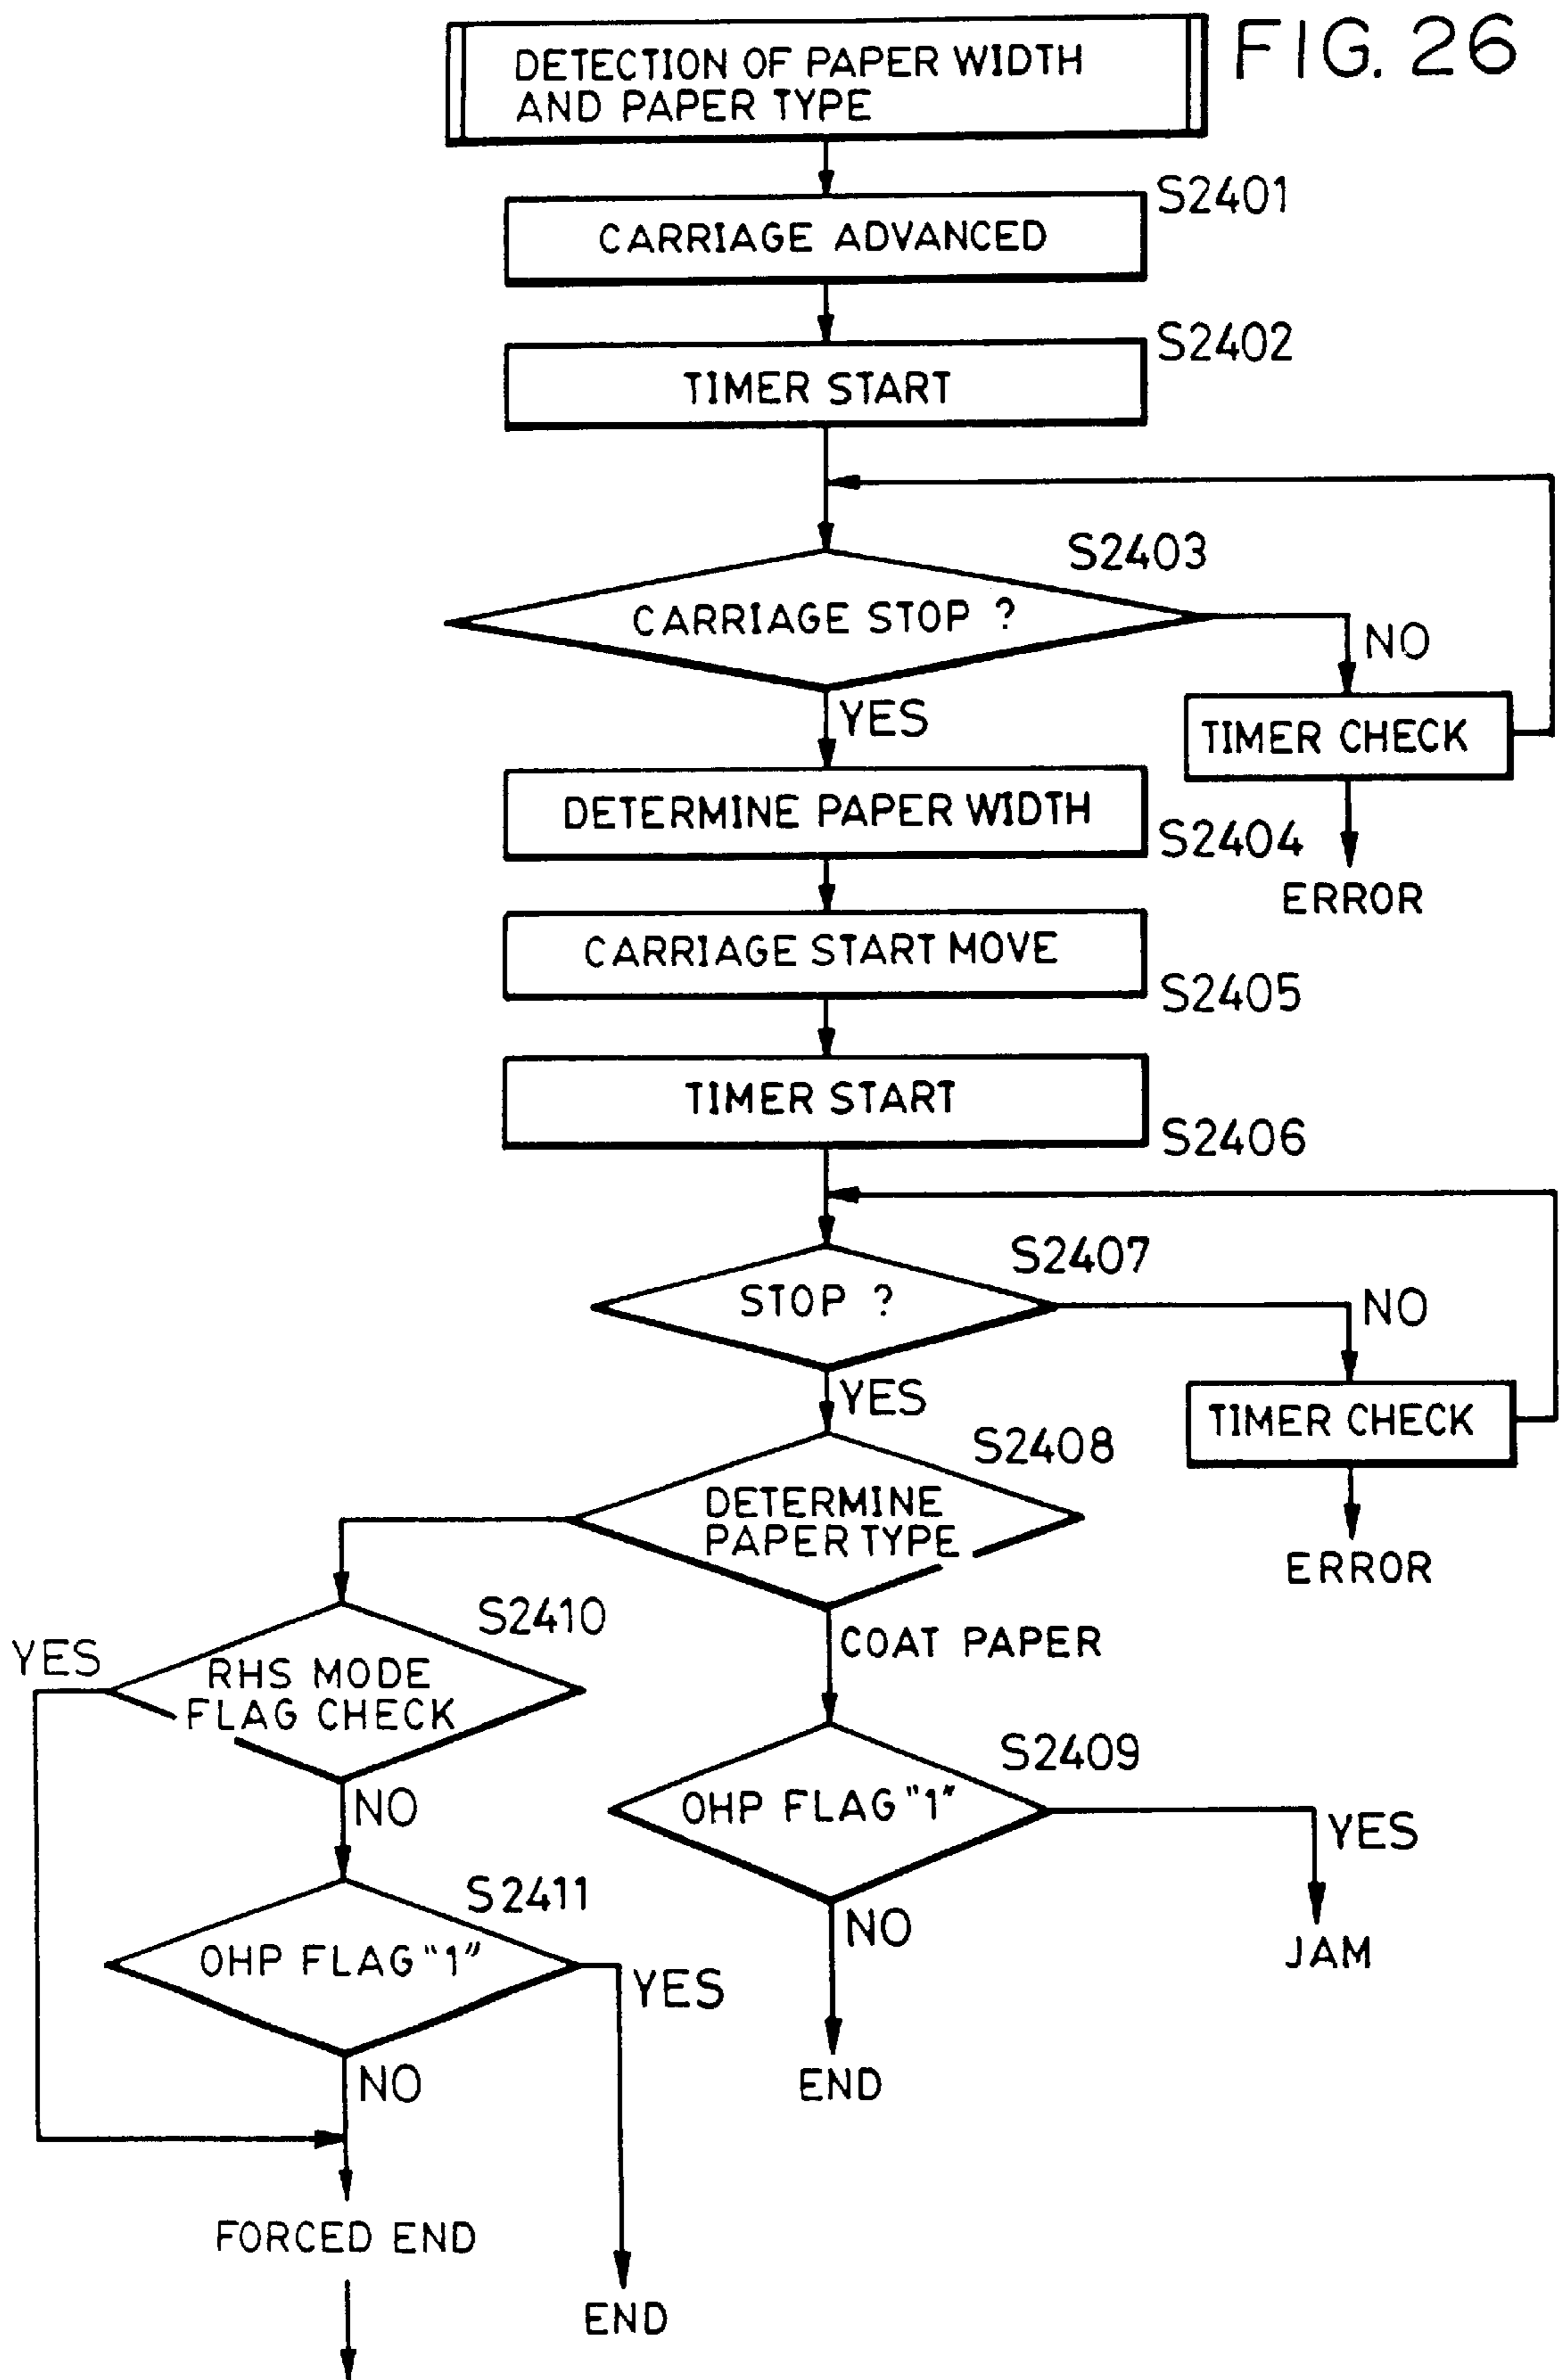 FIG. 26
DETECTION OF PAPER WIDTH
AND PAPER TYPE
S2401
CARRIAGE ADVANCED
S2402
TIMER START
S2403
CARRIAGE STOP ?
NO
YES
TIMER CHECK
DETERMINE PAPER WIDTH
S2404
ERROR
CARRIAGE START MOVE
S2405
TIMER START
S2406
S2407
STOP ?
NO
YES
TIMER CHECK
S2408
DETERMINE
PAPER TYPE
ERROR
S2410
COAT PAPER
YES
RHS MODE
FLAG CHECK
S2409
NO
OHP FLAG "1"
YES
S2411
NO
JAM
OHP FLAG "1"
YES
NO
END
FORCED END
END